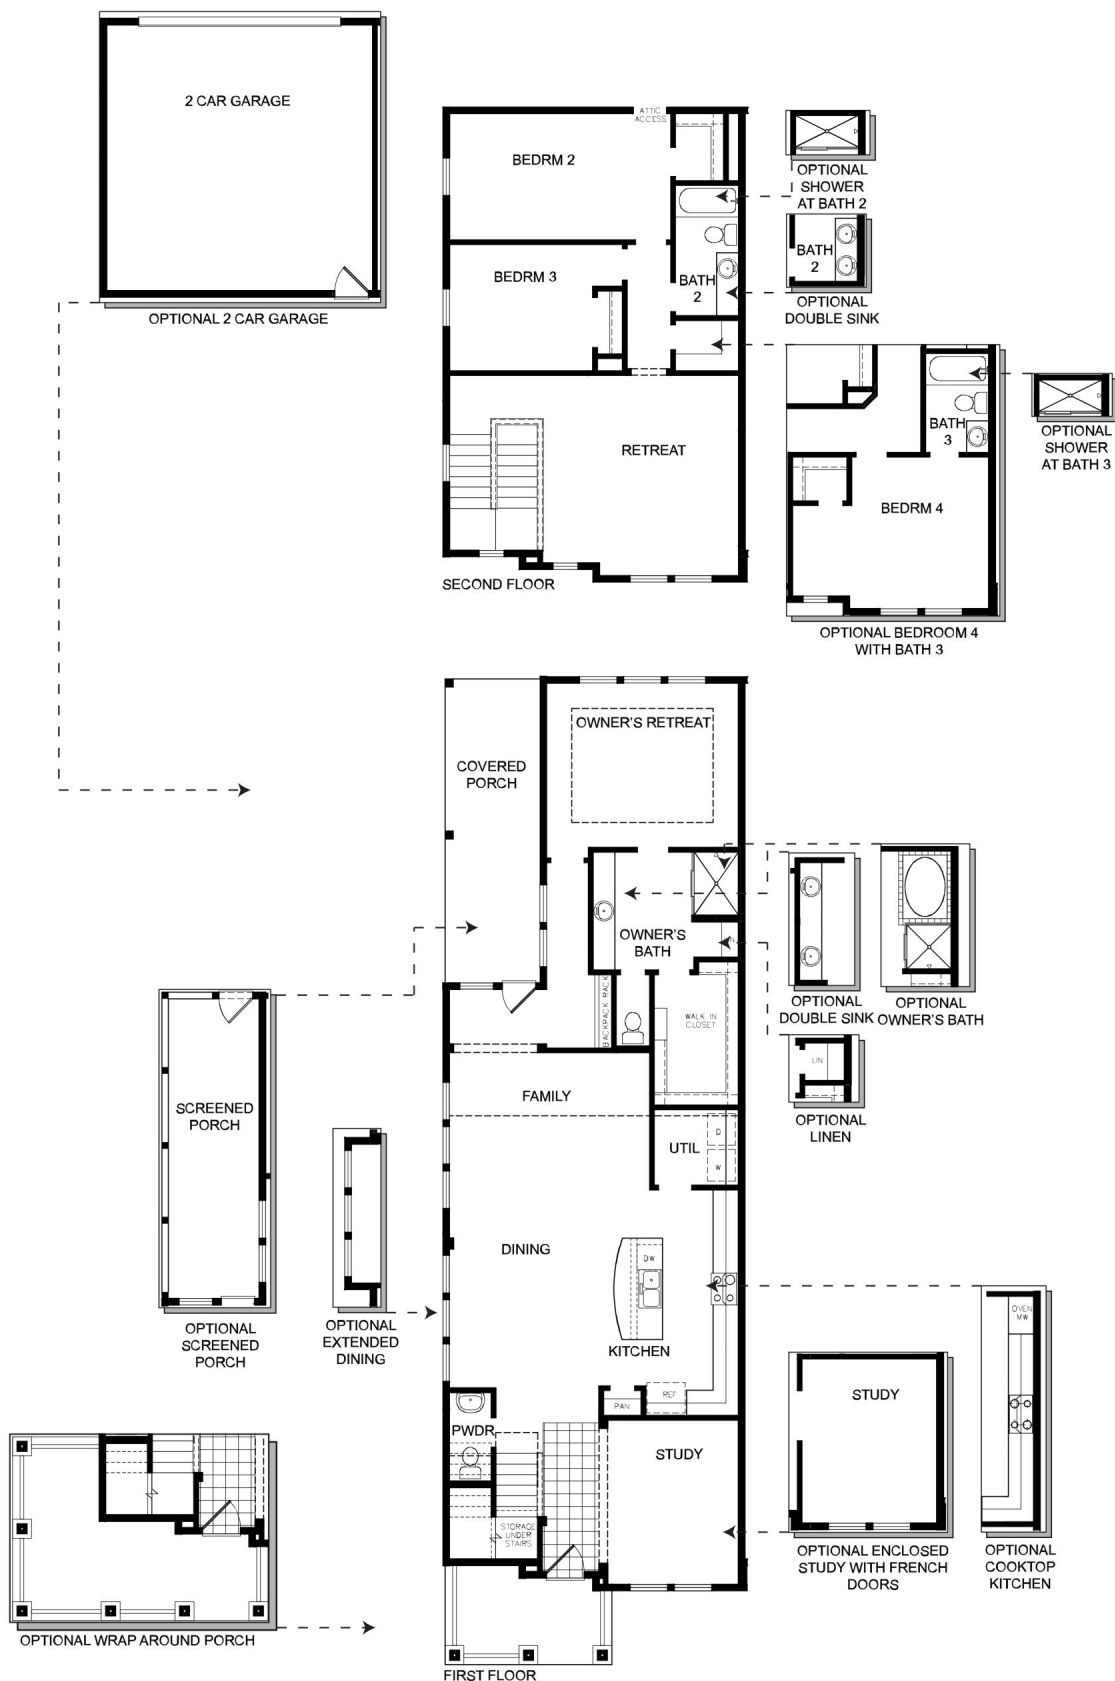 2 CAR GARAGE
OPTIONAL 2 CAR GARAGE
ATTIC
ACCESS
BEDRM 2
BEDRM 3
BATH
2
RETREAT
SECOND FLOOR
OPTIONAL
SHOWER
AT BATH 2
BATH
2
OPTIONAL
DOUBLE SINK
BATH
3
BEDRM 4
OPTIONAL BEDROOM 4
WITH BATH 3
OPTIONAL
SHOWER
AT BATH 3
OWNER'S RETREAT
COVERED
PORCH
OWNER'S
BATH
BACKPACK RACK
WALK IN
CLOSET
FAMILY
UTIL
D
W
DINING
DW
KITCHEN
PAN
REF
PWDR
STUDY
STORAGE
UNDER
STAIRS
FIRST FLOOR
OPTIONAL
DOUBLE SINK
OPTIONAL
OWNER'S BATH
LIN
OPTIONAL
LINEN
SCREENED
PORCH
OPTIONAL
SCREENED
PORCH
OPTIONAL
EXTENDED
DINING
STUDY
OPTIONAL ENCLOSED
STUDY WITH FRENCH
DOORS
OVEN
MW
OPTIONAL
COOKTOP
KITCHEN
OPTIONAL WRAP AROUND PORCH